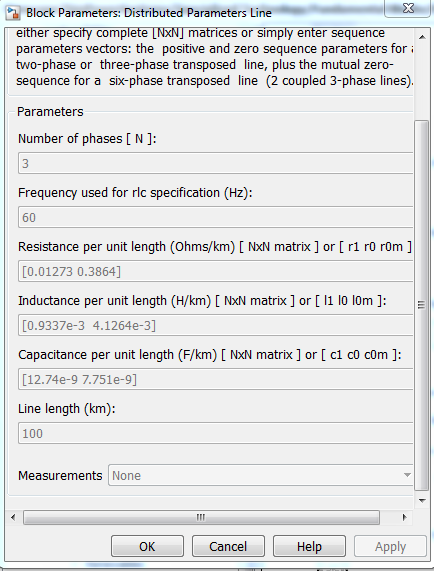 Block Parameters: Distributed Parameters Line
either specify complete [NxN] matrices or simply enter sequence
parameters vectors: the positive and zero sequence parameters for a
two-phase or three-phase transposed line, plus the mutual zero-
sequence for a six-phase transposed line (2 coupled 3-phase lines).
Parameters
Number of phases [ N ]:
3
Frequency used for rlc specification (Hz):
60
Resistance per unit length (Ohms/km) [ NxN matrix ] or [ r1 r0 r0m ]
[0.01273 0.3864]
Inductance per unit length (H/km) [ NxN matrix ] or [ l1 l0 l0m ]:
[0.9337e-3 4.1264e-3]
Capacitance per unit length (F/km) [ NxN matrix ] or [ c1 c0 c0m ]:
[12.74e-9 7.751e-9]
Line length (km):
100
Measurements None
OK Cancel Help Apply